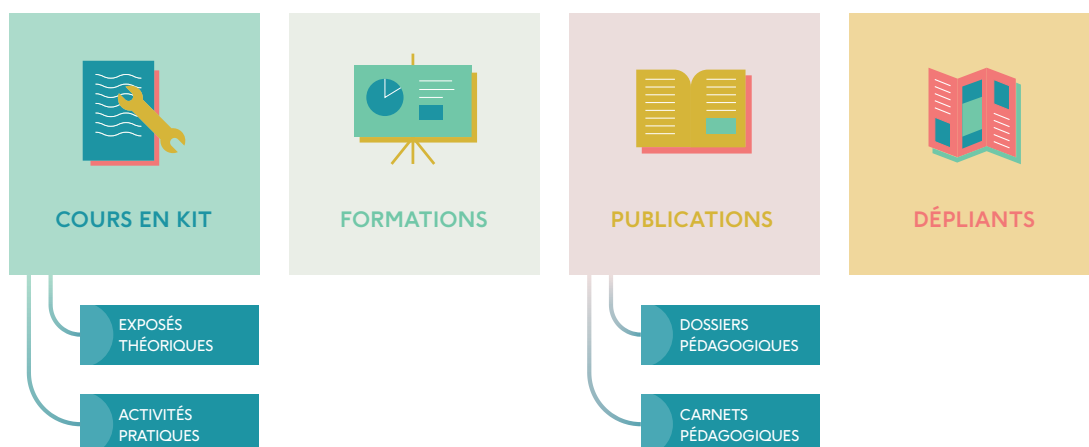 COURS EN KIT
FORMATIONS
PUBLICATIONS
DÉPLIANTS
EXPOSÉS
THÉORIQUES
DOSSIERS
PÉDAGOGIQUES
ACTIVITÉS
PRATIQUES
CARNETS
PÉDAGOGIQUES